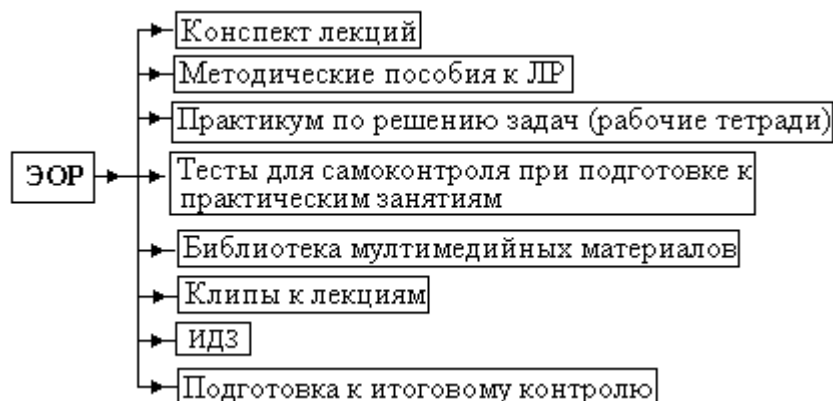 Конспект лекций
Методические пособия к ЛР
Практикум по решению задач (рабочие тетради)
ЭОР
Тесты для самоконтроля при подготовке к
практическим занятиям
Библиотека мултимедийных материалов
Клипы к лекциям
ИДЗ
Подготовка к итоговому контролю